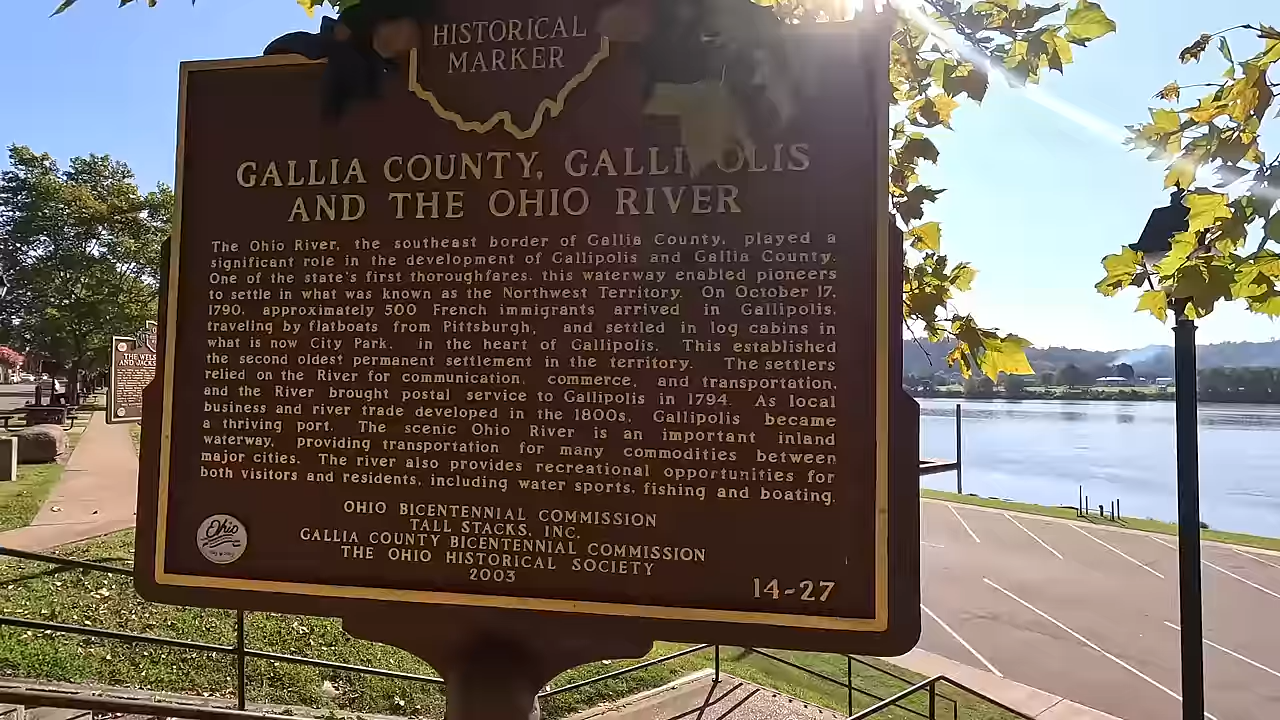 HISTORICAL
MARKER
GALLIA COUNTY, GALLIPOLIS
AND THE OHIO RIVER
The Ohio River, the southeast border of Gallia County, played a
significant role in the development of Gallipolis and Gallia County.
One of the state's first thoroughfares, this waterway enabled pioneers
to settle in what was known as the Northwest Territory. On October 17,
1790, approximately 500 French immigrants arrived in Gallipolis,
traveling by flatboats from Pittsburgh, and settled in log cabins in
what is now City Park, in the heart of Gallipolis. This established
the second oldest permanent settlement in the territory. The settlers
relied on the River for communication, commerce, and transportation,
and the River brought postal service to Gallipolis in 1794. As local
business and river trade developed in the 1800s, Gallipolis became
a thriving port. The scenic Ohio River is an important inland
waterway, providing transportation for many commodities between
major cities. The river also provides recreational opportunities for
both visitors and residents, including water sports, fishing and boating.
OHIO BICENTENNIAL COMMISSION
TALL STACKS, INC.
GALLIA COUNTY BICENTENNIAL COMMISSION
THE OHIO HISTORICAL SOCIETY
2003
14-27
Ohio